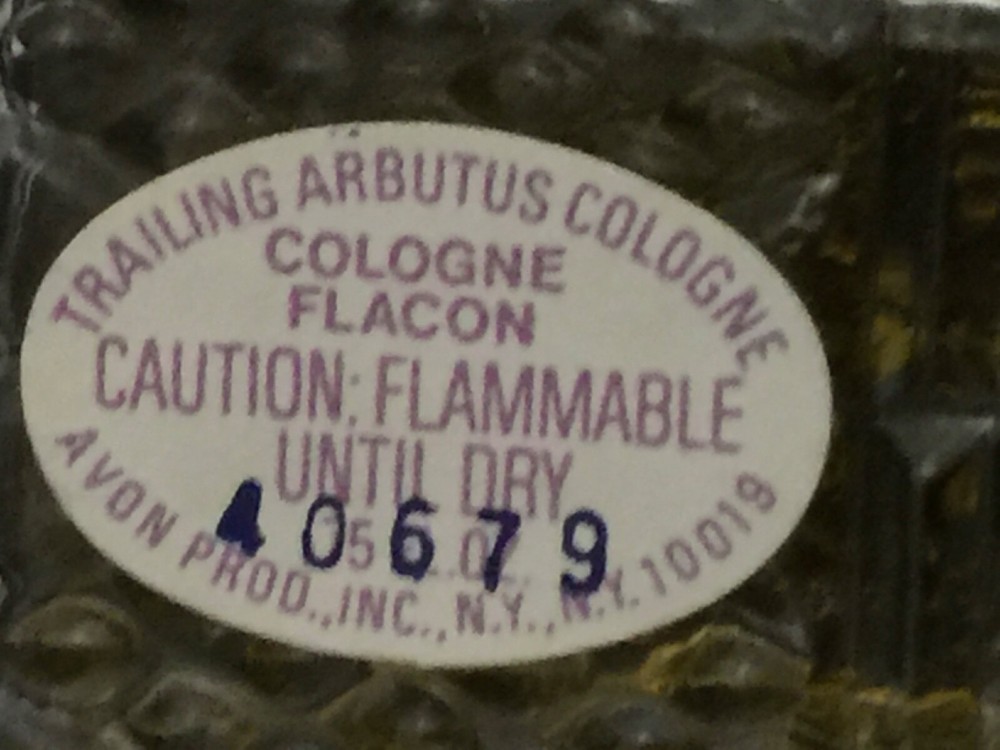 TRAILING ARBUTUS COLOGNE
COLOGNE
FLACON
CAUTION: FLAMMABLE
UNTIL DRY
40679
AVON PROD.,INC., N.Y., N.Y. 10019